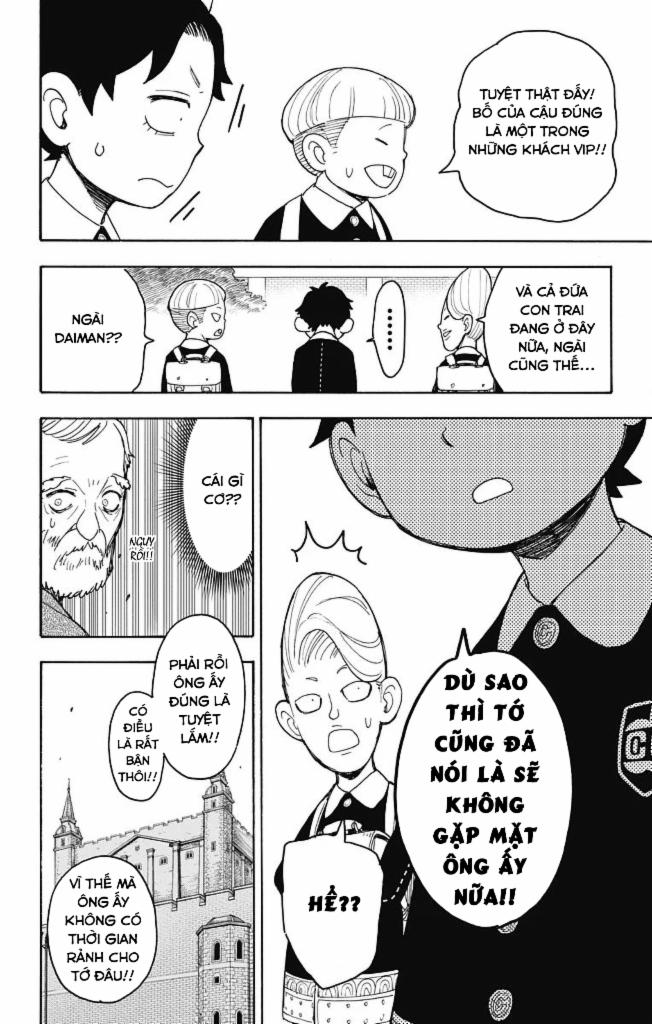 TUYỆT THẬT ĐẤY!
BỐ CỦA CẬU ĐÚNG
LÀ MỘT TRONG
NHỮNG KHÁCH VIP!!
VÀ CẢ ĐỨA
CON TRAI
ĐANG Ở ĐÂY
NỮA, NGÀI
CŨNG THẾ...
NGÀI
DAIMAN??
DÙ SAO
THÌ TỚ
CŨNG ĐÃ
NÓI LÀ SẼ
KHÔNG
GẶP MẶT
ÔNG ẤY
NỮA!!
HỂ??
CÁI GÌ
CƠ??
NGUY
RỒI!!
PHẢI RỒI
ÔNG ẤY
ĐÚNG LÀ
TUYỆT
LẮM!!
CÓ
ĐIỀU
LÀ RẤT
BẬN
THÔI!!
VÌ THẾ MÀ
ÔNG ẤY
KHÔNG CÓ
THỜI GIAN
RẢNH CHO
TỚ ĐÂU!!